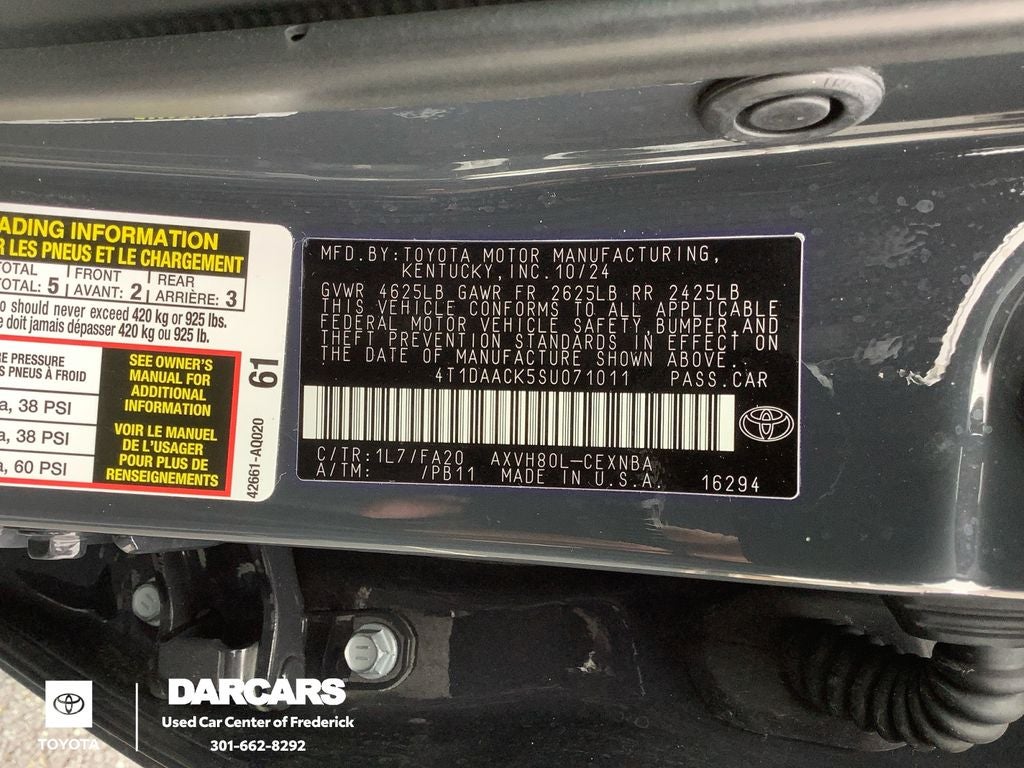 ADING INFORMATION
R LES PNEUS ET LE CHARGEMENT
TOTAL FRONT REAR
TOTAL: 5 AVANT: 2 ARRIÈRE: 3
should never exceed 420 kg or 925 lbs.
doit jamais dépasser 420 kg ou 925 lb.
RE PRESSURE
S PNEUS À FROID
a, 38 PSI
a, 38 PSI
a, 60 PSI
SEE OWNER'S
MANUAL FOR
ADDITIONAL
INFORMATION
VOIR LE MANUEL
DE L'USAGER
POUR PLUS DE
RENSEIGNEMENTS
61
42661-A0020
MFD.BY:TOYOTA MOTOR MANUFACTURING,
KENTUCKY,INC.10/24
GVWR 4625LB GAWR FR 2625LB RR 2425LB
THIS VEHICLE CONFORMS TO ALL APPLICABLE
FEDERAL MOTOR VEHICLE SAFETY,BUMPER,AND
THEFT PREVENTION STANDARDS IN EFFECT ON
THE DATE OF MANUFACTURE SHOWN ABOVE.
4T1DAACK5SU071011 PASS.CAR
C/TR:1L7/FA20 AXVH80L-CEXNBA
A/TM: /PB11 MADE IN U.S.A. 16294
TOYOTA
DARCARS
Used Car Center of Frederick
301-662-8292